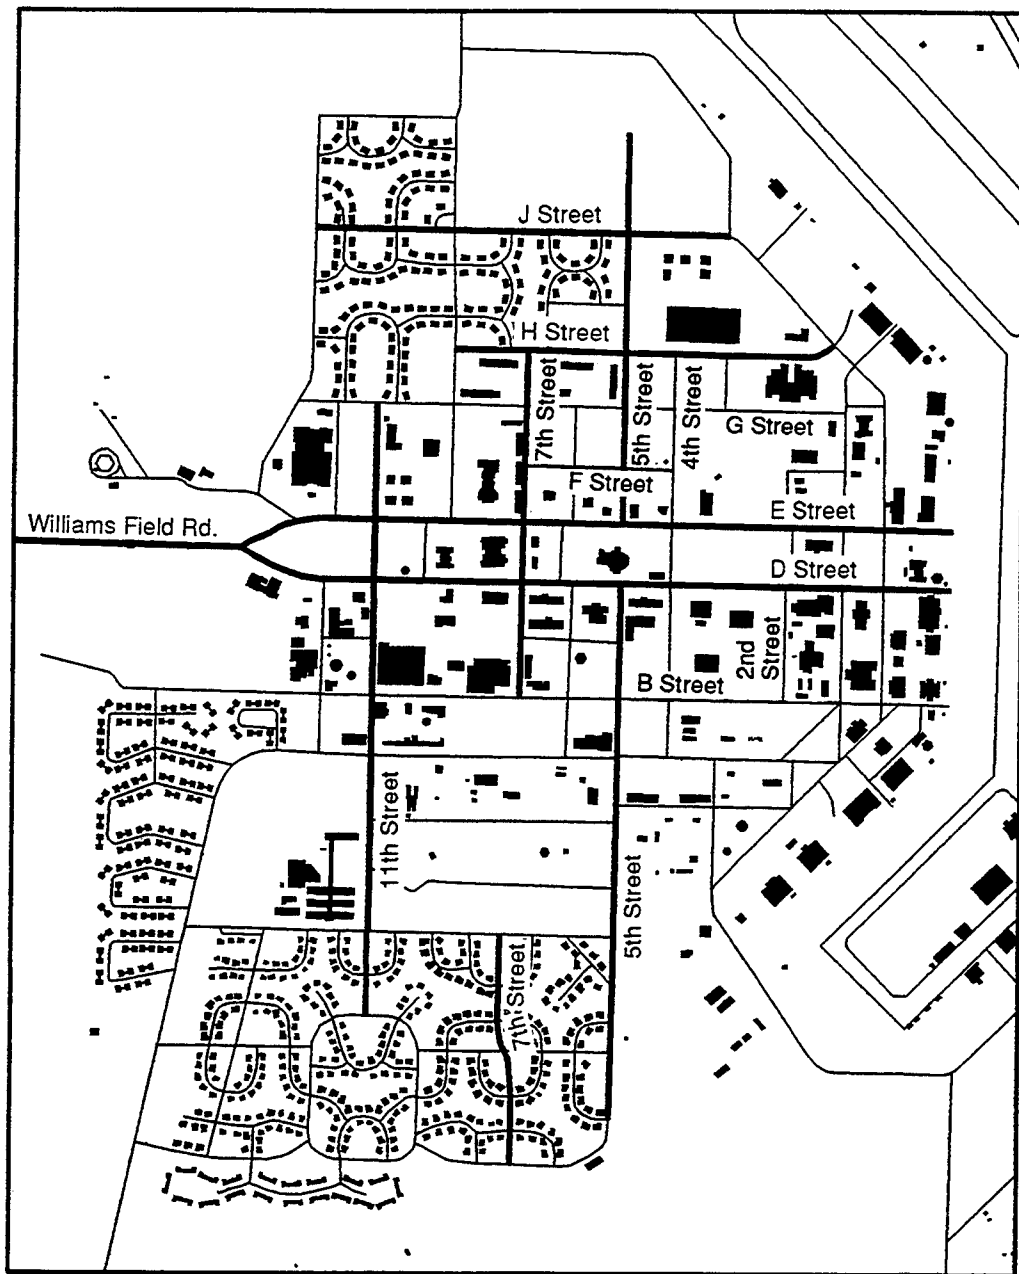 J Street
H Street
7th Street
5th Street
4th Street
G Street
F Street
E Street
Williams Field Rd.
D Street
2nd
Street
B Street
11th Street
5th Street
7th Street